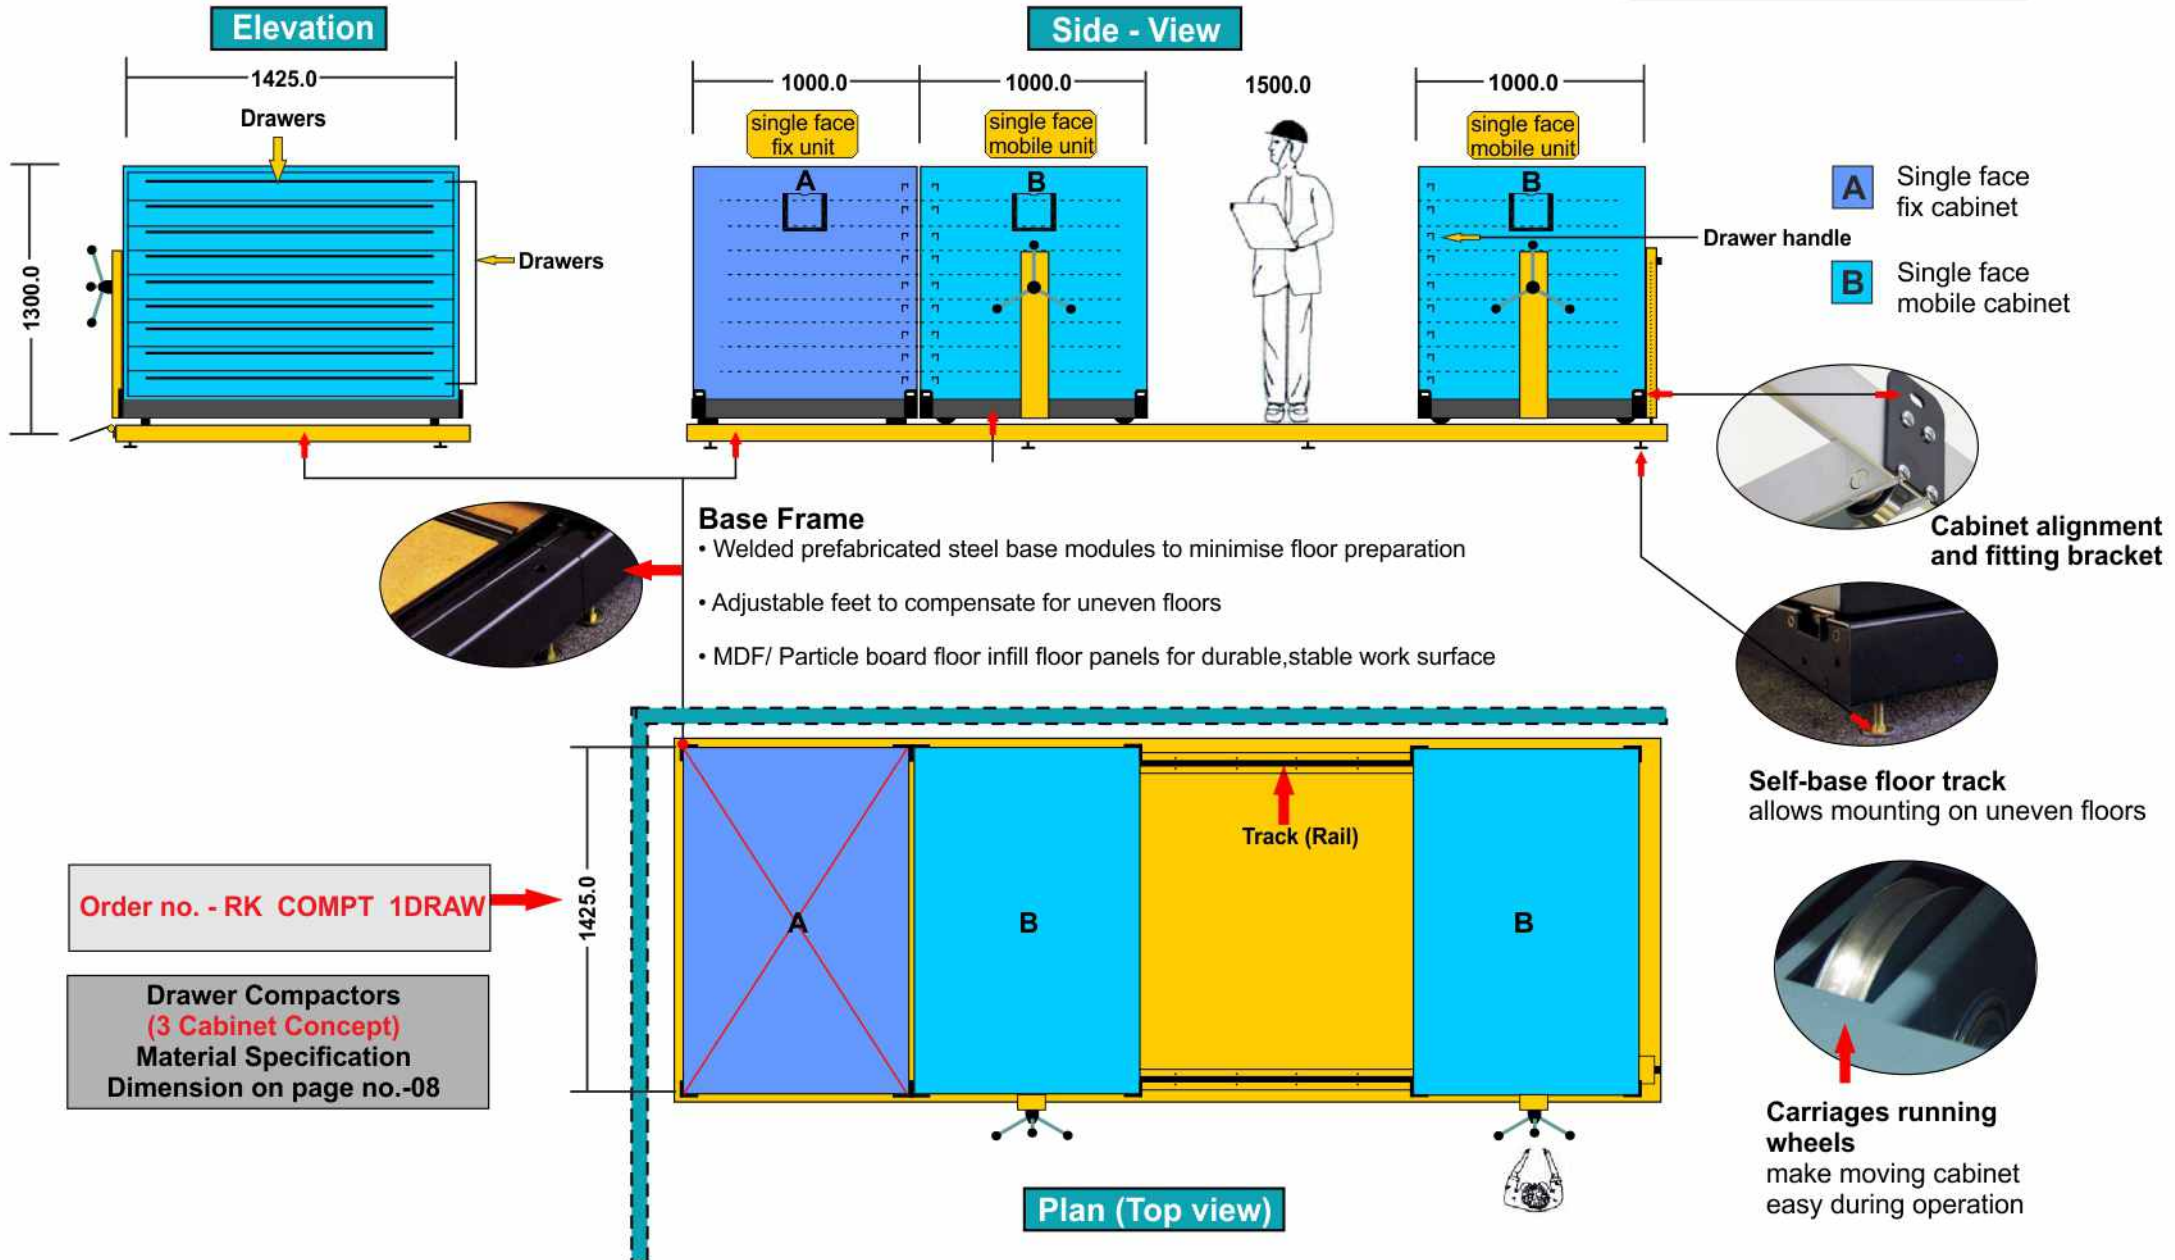 Elevation
Side - View
1425.0
Drawers
Drawers
1300.0
1000.0
1000.0
1500.0
1000.0
single face
fix unit
single face
mobile unit
single face
mobile unit
A
B
B
A
Single face
fix cabinet
Drawer handle
B
Single face
mobile cabinet
Cabinet alignment
and fitting bracket
Base Frame
• Welded prefabricated steel base modules to minimise floor preparation
• Adjustable feet to compensate for uneven floors
• MDF/ Particle board floor infill floor panels for durable,stable work surface
Self-base floor track
allows mounting on uneven floors
Track (Rail)
1425.0
A
B
B
Order no. - RK COMPT 1DRAW
Drawer Compactors
(3 Cabinet Concept)
Material Specification
Dimension on page no.-08
Carriages running
wheels
make moving cabinet
easy during operation
Plan (Top view)